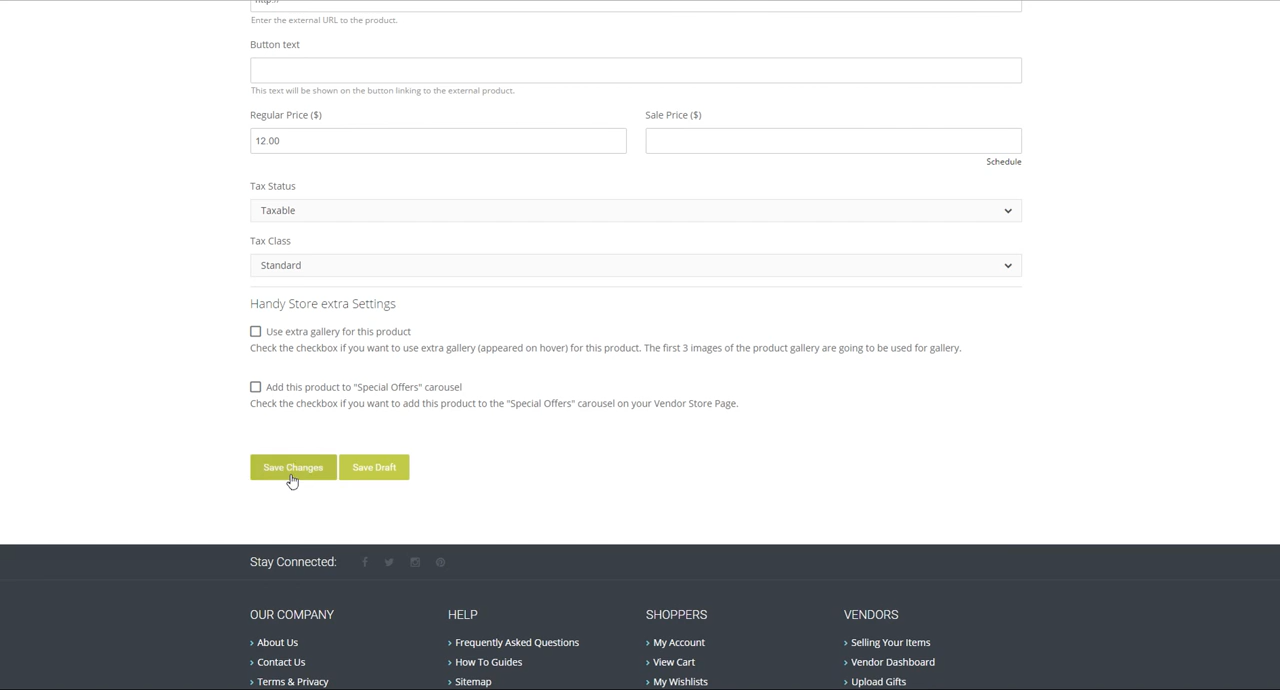 http://
Enter the external URL to the product.
Button text
This text will be shown on the button linking to the external product.
Regular Price ($) Sale Price ($)
12.00
Schedule
Tax Status
Taxable
Tax Class
Standard
Handy Store extra Settings
Use extra gallery for this product
Check the checkbox if you want to use extra gallery (appeared on hover) for this product. The first 3 images of the product gallery are going to be used for gallery.
Add this product to "Special Offers" carousel
Check the checkbox if you want to add this product to the "Special Offers" carousel on your Vendor Store Page.
Save Changes Save Draft
Stay Connected:
OUR COMPANY HELP SHOPPERS VENDORS
› About Us › Frequently Asked Questions › My Account › Selling Your Items
› Contact Us › How To Guides › View Cart › Vendor Dashboard
› Terms & Privacy › Sitemap › My Wishlists › Upload Gifts